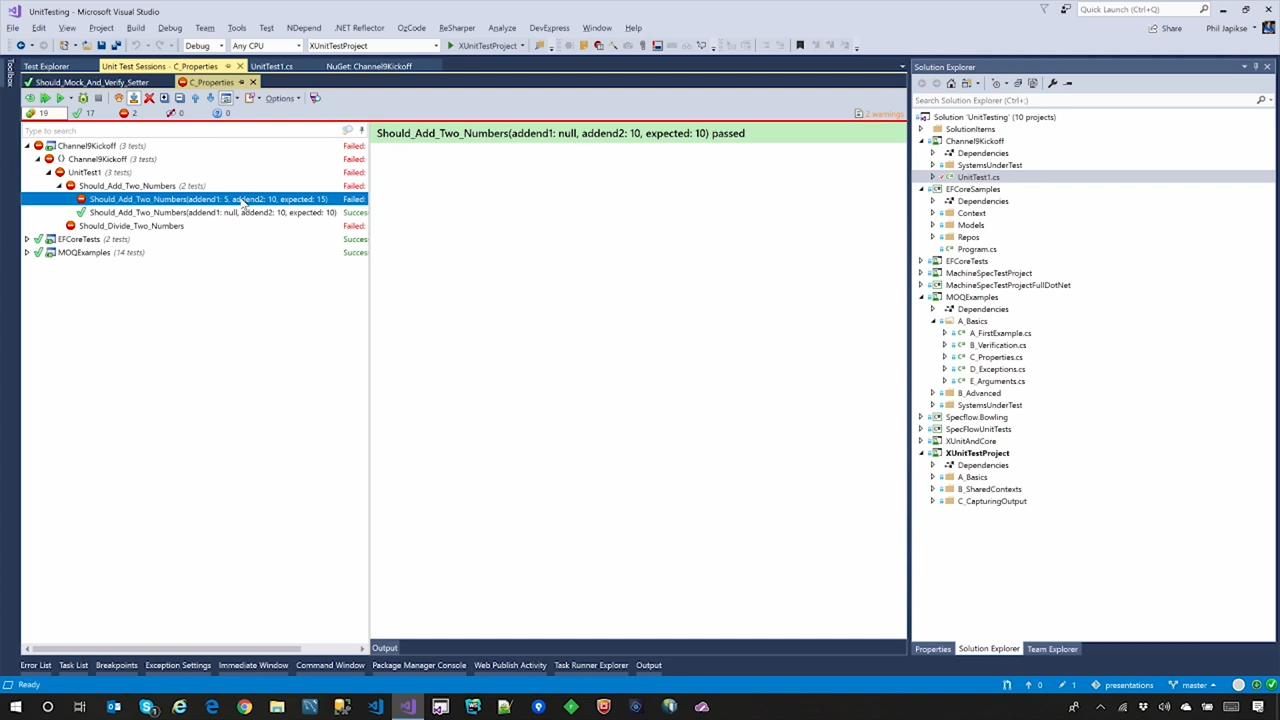 UnitTesting - Microsoft Visual Studio
Quick Launch (Ctrl+;)
File Edit View Project Build Debug Team Tools Test NDepend .NET Reflector OzCode ReSharper Analyze DevExpress Window Help
Share Phil Japikse
Debug Any CPU XUnitTestProject XUnitTestProject
Test Explorer Unit Test Sessions - C_Properties UnitTest1.cs NuGet: Channel9Kickoff
Should_Mock_And_Verify_Setter C_Properties
Options
19 17 2 0 0
2 warnings
Type to search
Should_Add_Two_Numbers(addend1: null, addend2: 10, expected: 10) passed
Channel9Kickoff (3 tests) Failed:
Channel9Kickoff (3 tests) Failed:
UnitTest1 (3 tests) Failed:
Should_Add_Two_Numbers (2 tests) Failed:
Should_Add_Two_Numbers(addend1: 5, addend2: 10, expected: 15) Failed:
Should_Add_Two_Numbers(addend1: null, addend2: 10, expected: 10) Succes
Should_Divide_Two_Numbers Failed:
EFCoreTests (2 tests) Succes
MOQExamples (14 tests) Succes
Output
Toolbox
Solution Explorer
Search Solution Explorer (Ctrl+;)
Solution 'UnitTesting' (10 projects)
SolutionItems
Channel9Kickoff
Dependencies
SystemsUnderTest
UnitTest1.cs
EFCoreSamples
Dependencies
Context
Models
Repos
Program.cs
EFCoreTests
MachineSpecTestProject
MachineSpecTestProjectFullDotNet
MOQExamples
Dependencies
A_Basics
A_FirstExample.cs
B_Verification.cs
C_Properties.cs
D_Exceptions.cs
E_Arguments.cs
B_Advanced
SystemsUnderTest
Specflow.Bowling
SpecFlowUnitTests
XUnitAndCore
XUnitTestProject
Dependencies
A_Basics
B_SharedContexts
C_CapturingOutput
Properties Solution Explorer Team Explorer
Error List Task List Breakpoints Exception Settings Immediate Window Command Window Package Manager Console Web Publish Activity Task Runner Explorer Output
Ready
0 1 presentations master